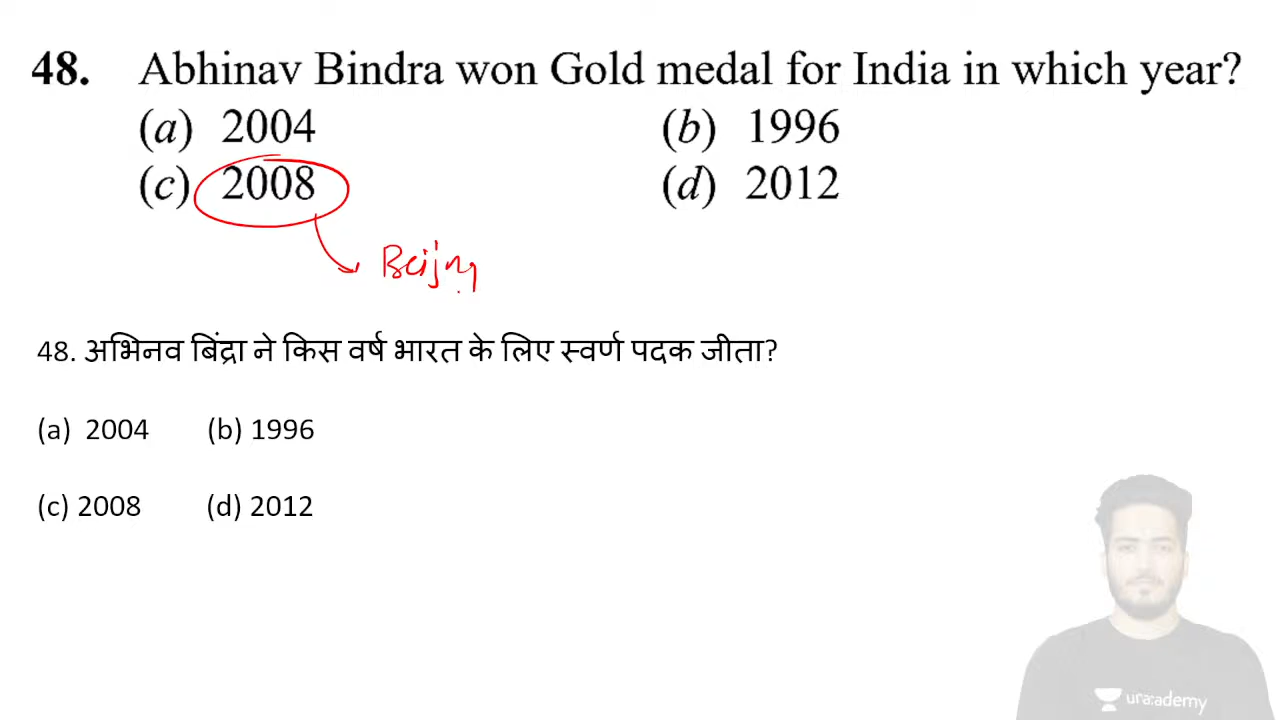 48. Abhinav Bindra won Gold medal for India in which year?
(a) 2004 (b) 1996
(c) 2008 (d) 2012
Beijing
48. अभिनव बिंद्रा ने किस वर्ष भारत के लिए स्वर्ण पदक जीता?
(a) 2004 (b) 1996
(c) 2008 (d) 2012
unacademy